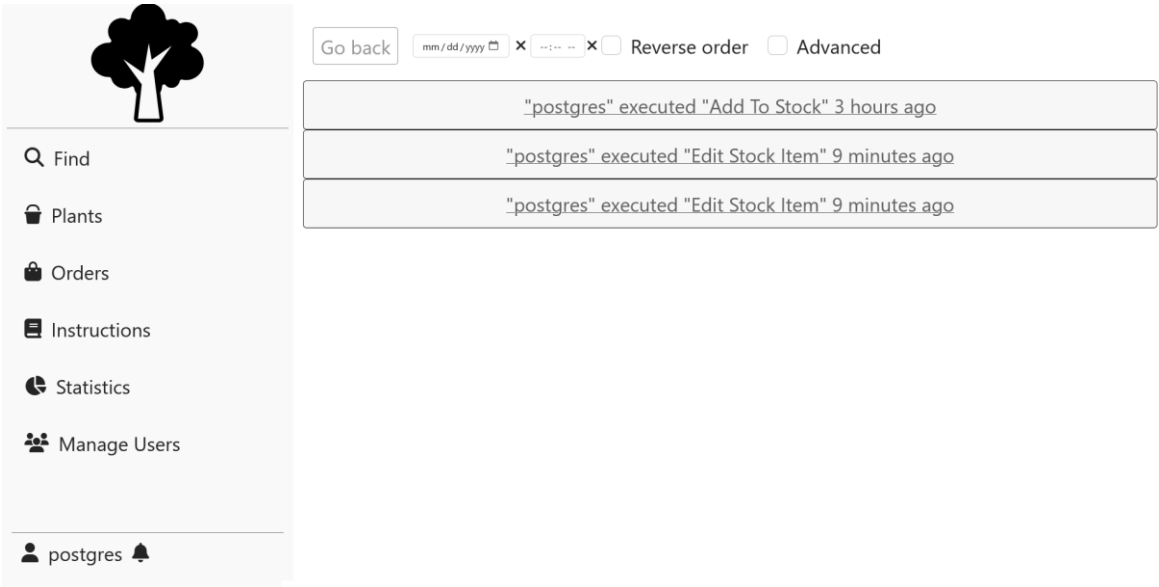 Go back mm/dd/yyyy --:-- -- Reverse order Advanced
"postgres" executed "Add To Stock" 3 hours ago
"postgres" executed "Edit Stock Item" 9 minutes ago
"postgres" executed "Edit Stock Item" 9 minutes ago
Find
Plants
Orders
Instructions
Statistics
Manage Users
postgres